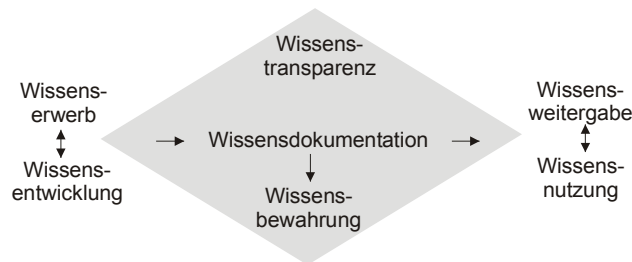 Wissens-
transparenz
Wissens-
erwerb
Wissens-
entwicklung
Wissensdokumentation
Wissens-
bewahrung
Wissens-
weitergabe
Wissens-
nutzung